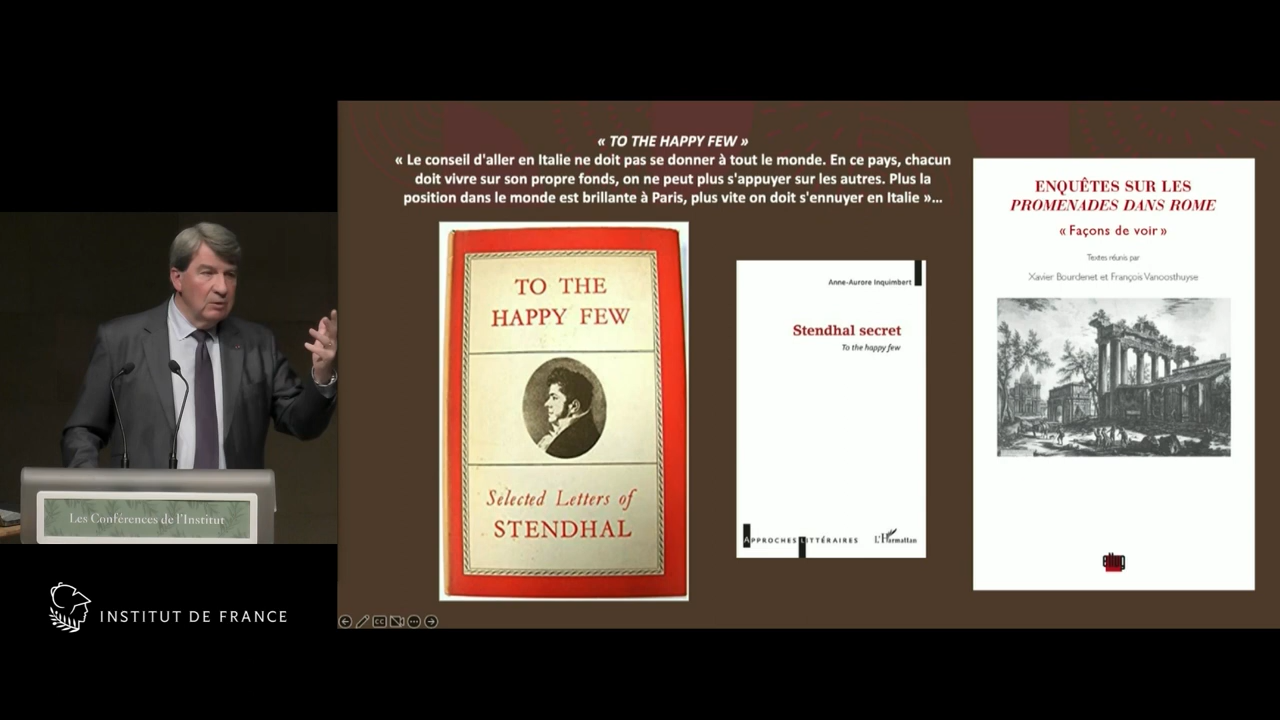 « TO THE HAPPY FEW »
« Le conseil d'aller en Italie ne doit pas se donner à tout le monde. En ce pays, chacun
doit vivre sur son propre fonds, on ne peut plus s'appuyer sur les autres. Plus la
position dans le monde est brillante à Paris, plus vite on doit s'ennuyer en Italie »...
TO THE
HAPPY FEW
Selected Letters of
STENDHAL
Anne-Aurore Inquimbert
Stendhal secret
To the happy few
APPROCHES LITTÉRAIRES
L'Harmattan
ENQUÊTES SUR LES
PROMENADES DANS ROME
« Façons de voir »
Textes réunis par
Xavier Bourdenet et François Vanoosthuyse
ellug
Les Conférences de l'Institut
INSTITUT DE FRANCE
CC